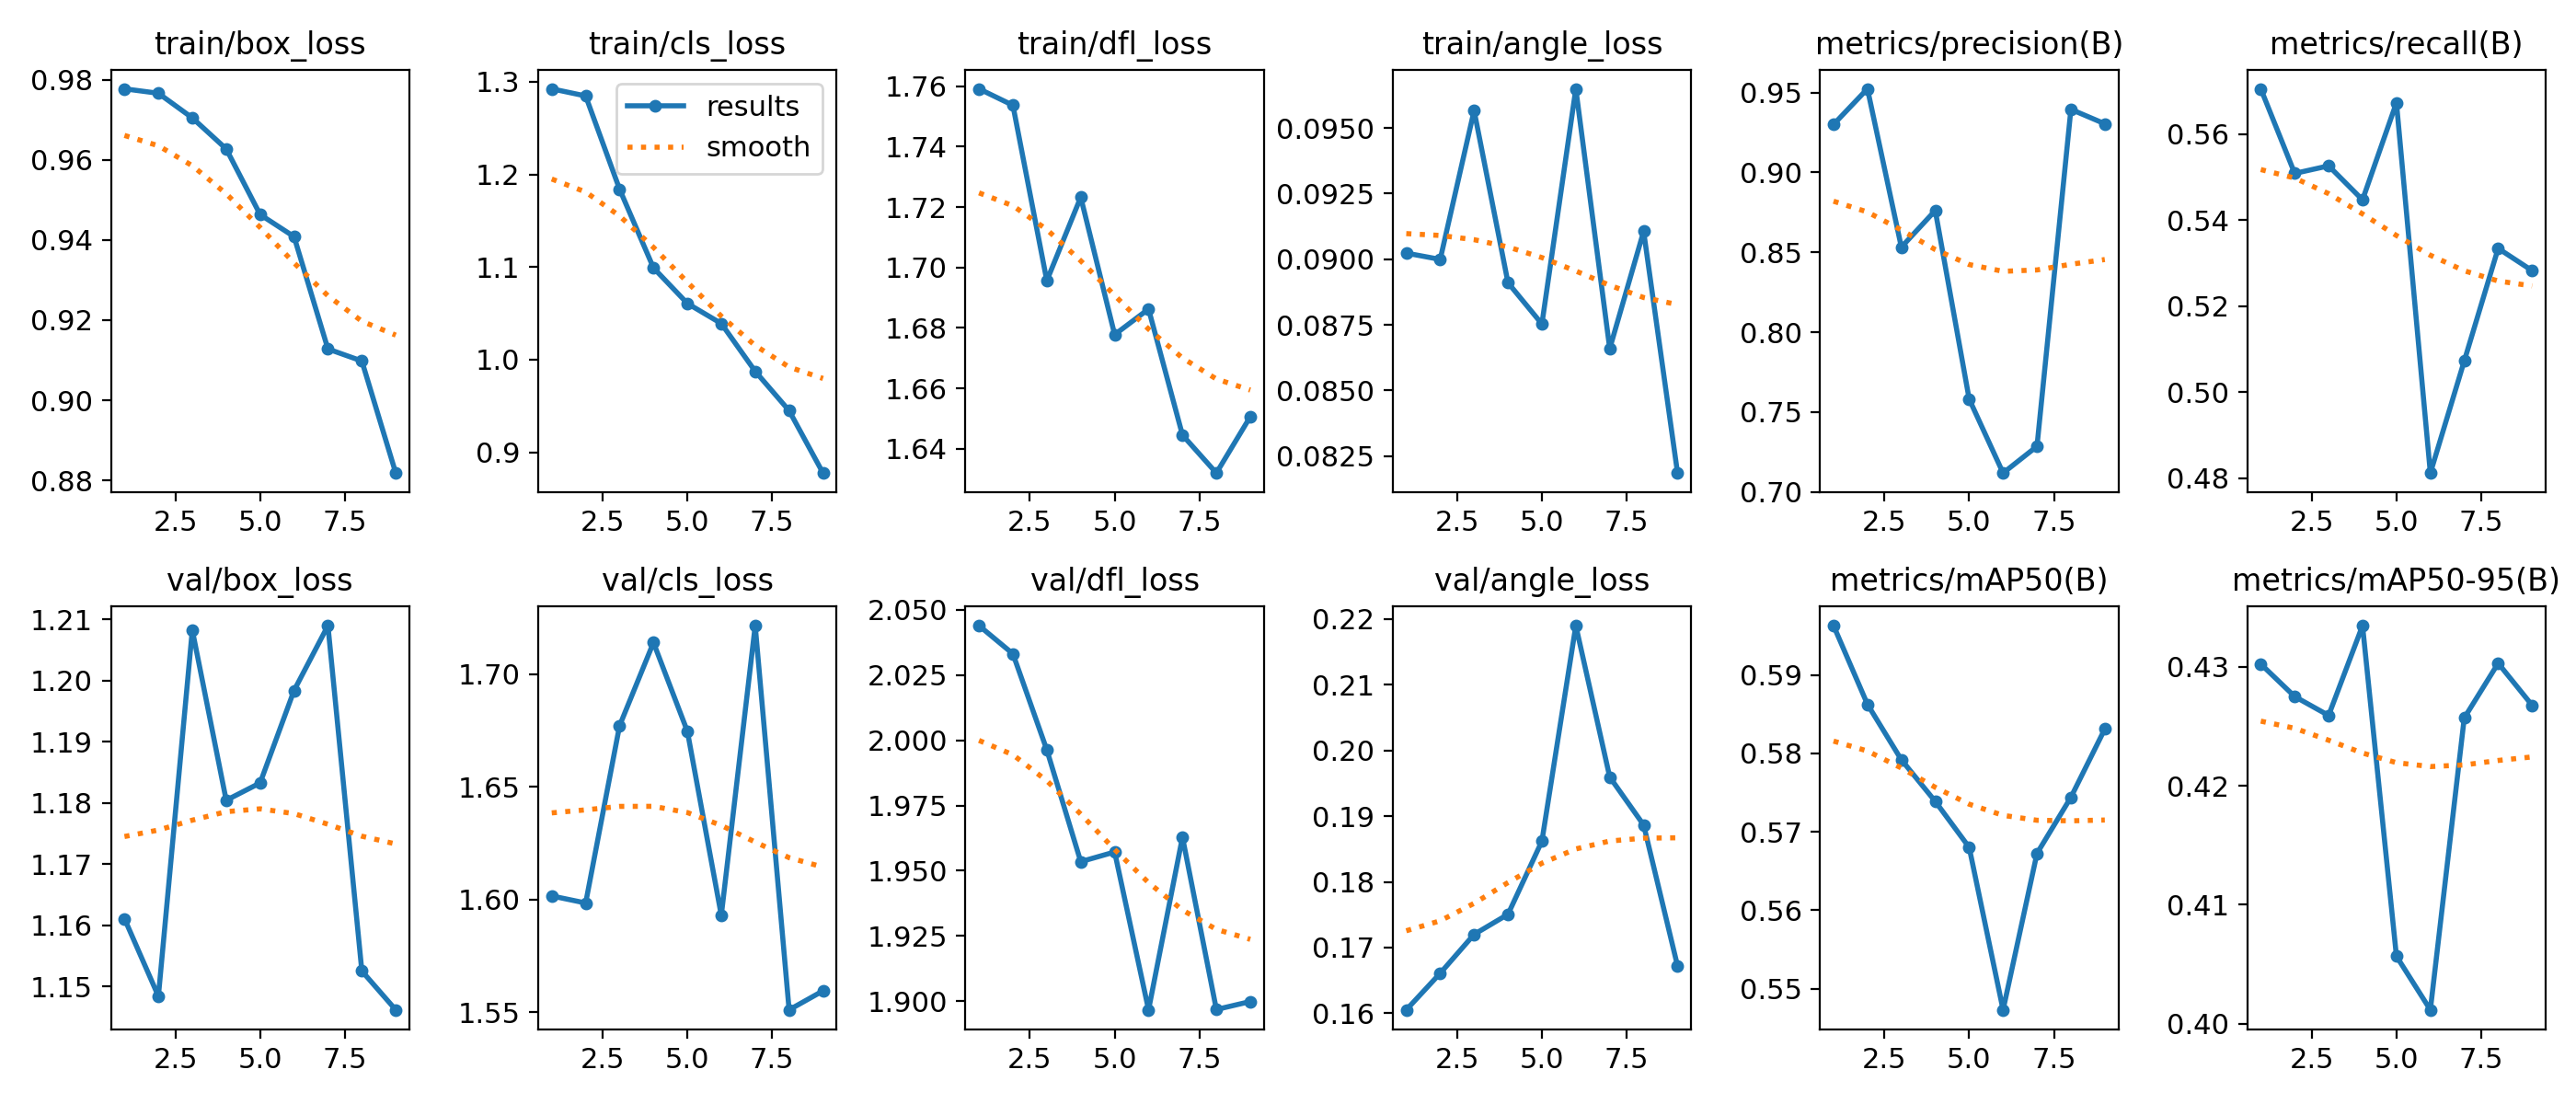 train/box_loss
0.98
0.96
0.94
0.92
0.90
0.88
2.5 5.0 7.5
train/cls_loss
1.3
1.2
1.1
1.0
0.9
results
smooth
2.5 5.0 7.5
train/dfl_loss
1.76
1.74
1.72
1.70
1.68
1.66
1.64
2.5 5.0 7.5
train/angle_loss
0.0950
0.0925
0.0900
0.0875
0.0850
0.0825
2.5 5.0 7.5
metrics/precision(B)
0.95
0.90
0.85
0.80
0.75
0.70
2.5 5.0 7.5
metrics/recall(B)
0.56
0.54
0.52
0.50
0.48
2.5 5.0 7.5
val/box_loss
1.21
1.20
1.19
1.18
1.17
1.16
1.15
2.5 5.0 7.5
val/cls_loss
1.70
1.65
1.60
1.55
2.5 5.0 7.5
val/dfl_loss
2.050
2.025
2.000
1.975
1.950
1.925
1.900
2.5 5.0 7.5
val/angle_loss
0.22
0.21
0.20
0.19
0.18
0.17
0.16
2.5 5.0 7.5
metrics/mAP50(B)
0.59
0.58
0.57
0.56
0.55
2.5 5.0 7.5
metrics/mAP50-95(B)
0.43
0.42
0.41
0.40
2.5 5.0 7.5